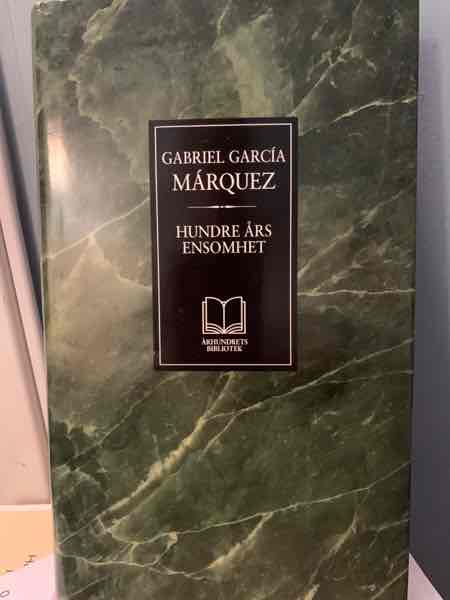 GABRIEL GARCÍA
MÁRQUEZ
HUNDRE ÅRS
ENSOMHET
ÅRHUNDRETS
BIBLIOTEK